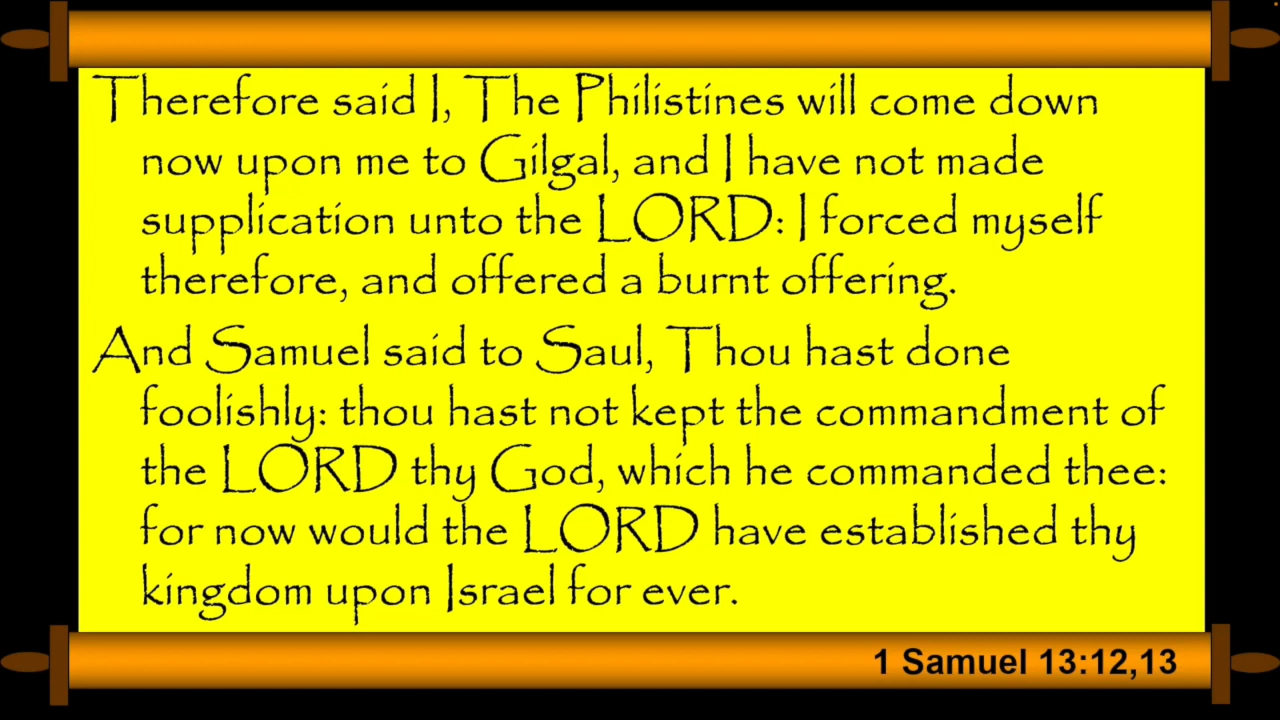 Therefore said I, The Philistines will come down
now upon me to Gilgal, and I have not made
supplication unto the LORD: I forced myself
therefore, and offered a burnt offering.
And Samuel said to Saul, Thou hast done
foolishly: thou hast not kept the commandment of
the LORD thy God, which he commanded thee:
for now would the LORD have established thy
kingdom upon Israel for ever.
1 Samuel 13:12,13